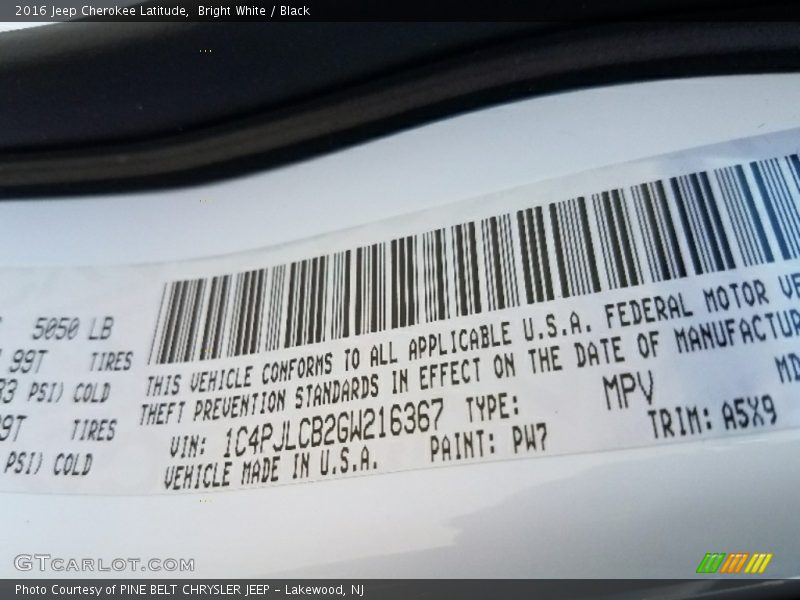 2016 Jeep Cherokee Latitude,  Bright White / Black
5050 LB
99T TIRES
PSI) COLD
TIRES
PSI) COLD
THIS VEHICLE CONFORMS TO ALL APPLICABLE U.S.A. FEDERAL MOTOR
THEFT PREVENTION STANDARDS IN EFFECT ON THE DATE OF
VIN: 1C4PJLCB2GW216367 TYPE: MPV
VEHICLE MADE IN U.S.A. PAINT: PW7 TRIM: A5X9
GTCARLOT.COM
Photo Courtesy of PINE BELT CHRYSLER JEEP – Lakewood, NJ